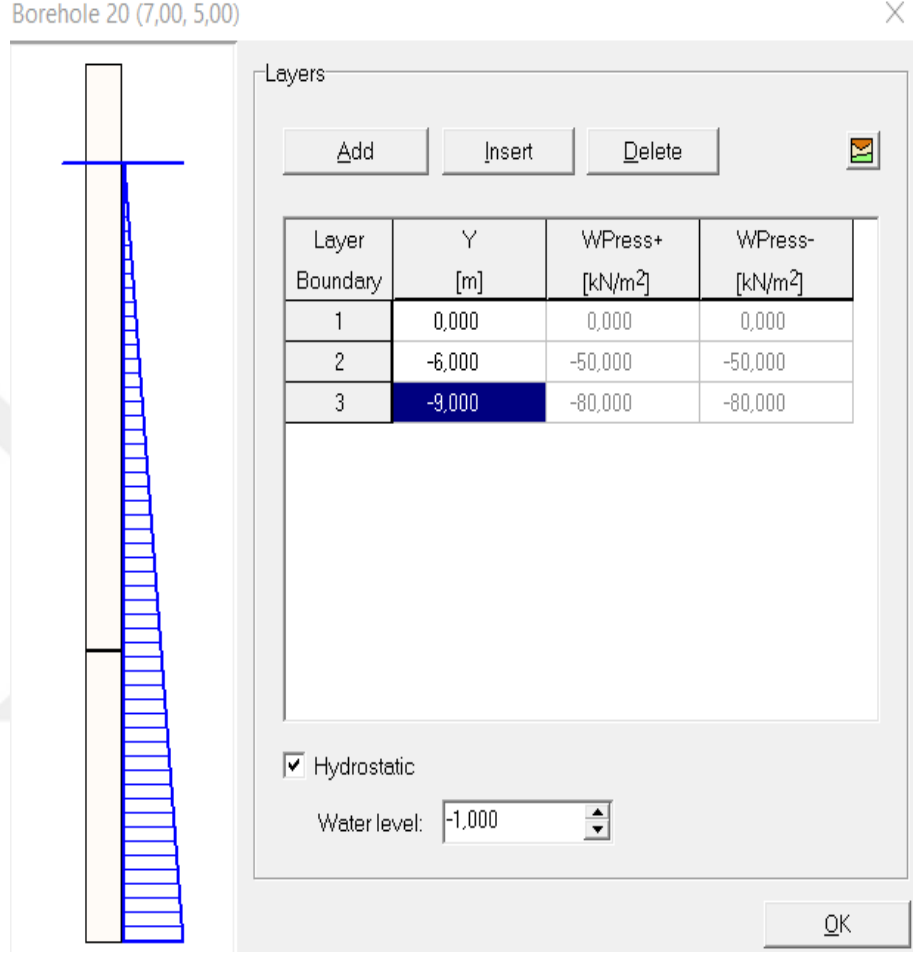 Borehole 20 (7,00, 5,00)
Layers
Add Insert Delete
Layer Boundary Y [m] WPress+ [kN/m2] WPress- [kN/m2]
1 0,000 0,000 0,000
2 -6,000 -50,000 -50,000
3 -9,000 -80,000 -80,000
Hydrostatic
Water level: -1,000
OK